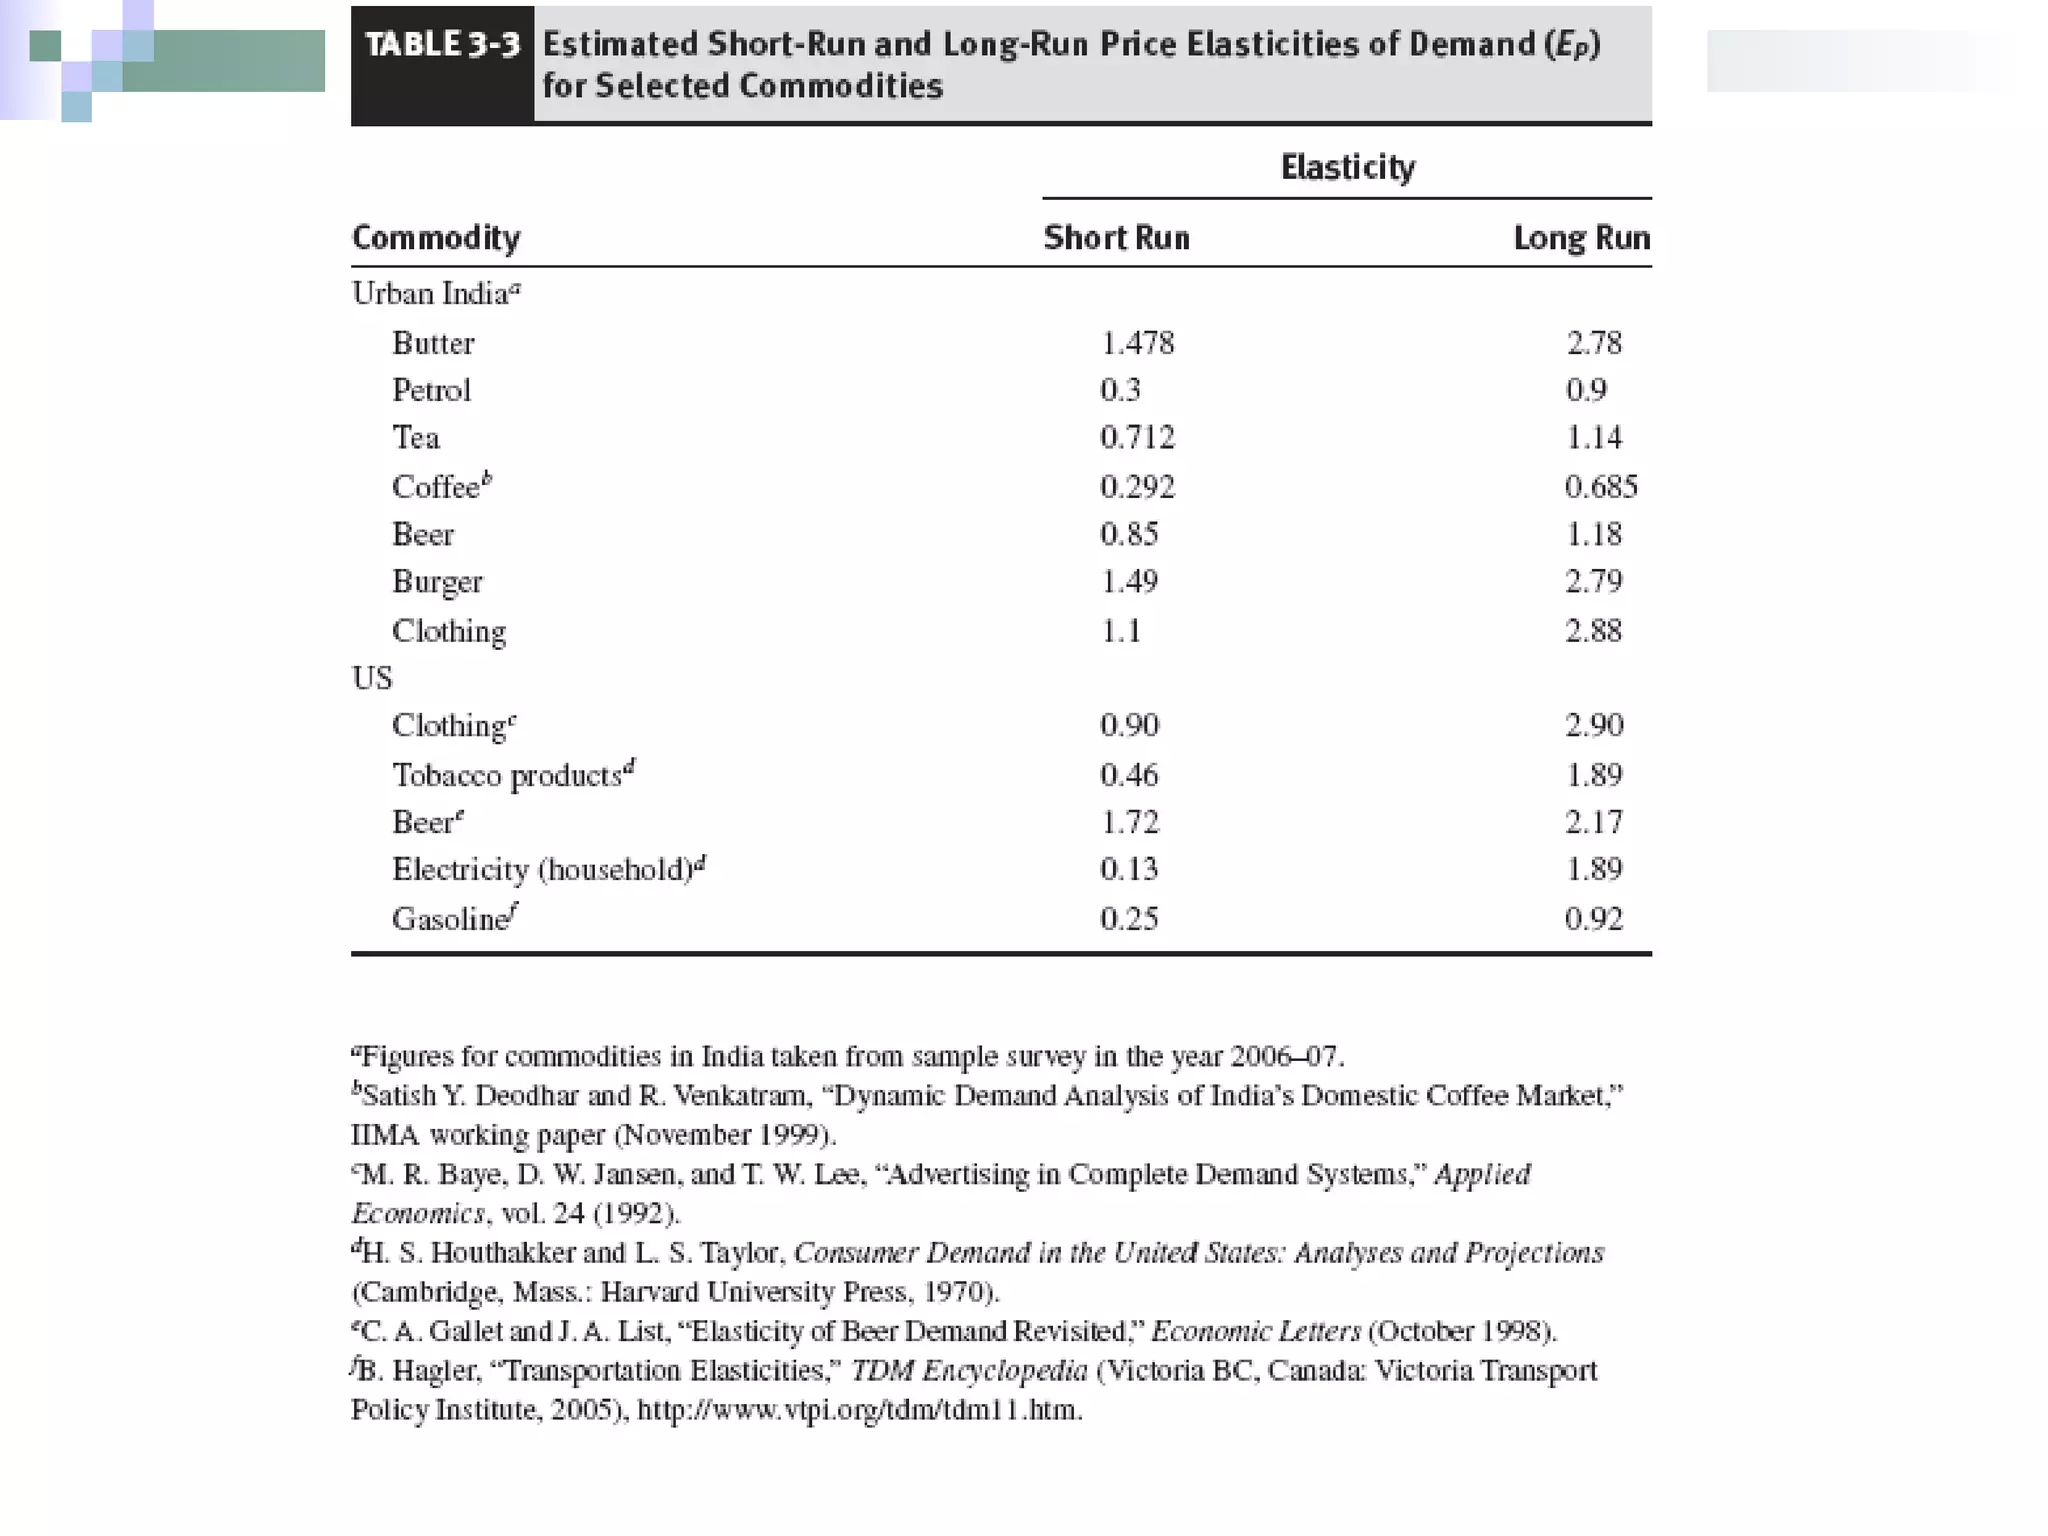 TABLE 3-3 Estimated Short-Run and Long-Run Price Elasticities of Demand (EP)
for Selected Commodities
Elasticity
Commodity Short Run Long Run
Urban Indiaa
Butter 1.478 2.78
Petrol 0.3 0.9
Tea 0.712 1.14
Coffeeb 0.292 0.685
Beer 0.85 1.18
Burger 1.49 2.79
Clothing 1.1 2.88
US
Clothingc 0.90 2.90
Tobacco productsd 0.46 1.89
Beere 1.72 2.17
Electricity (household)d 0.13 1.89
Gasolinef 0.25 0.92
aFigures for commodities in India taken from sample survey in the year 2006–07.
bSatish Y. Deodhar and R. Venkatram, “Dynamic Demand Analysis of India’s Domestic Coffee Market,”
IIMA working paper (November 1999).
cM. R. Baye, D. W. Jansen, and T. W. Lee, “Advertising in Complete Demand Systems,” Applied
Economics, vol. 24 (1992).
dH. S. Houthakker and L. S. Taylor, Consumer Demand in the United States: Analyses and Projections
(Cambridge, Mass.: Harvard University Press, 1970).
eC. A. Gallet and J. A. List, “Elasticity of Beer Demand Revisited,” Economic Letters (October 1998).
fB. Hagler, “Transportation Elasticities,” TDM Encyclopedia (Victoria BC, Canada: Victoria Transport
Policy Institute, 2005), http://www.vtpi.org/tdm/tdm11.htm.